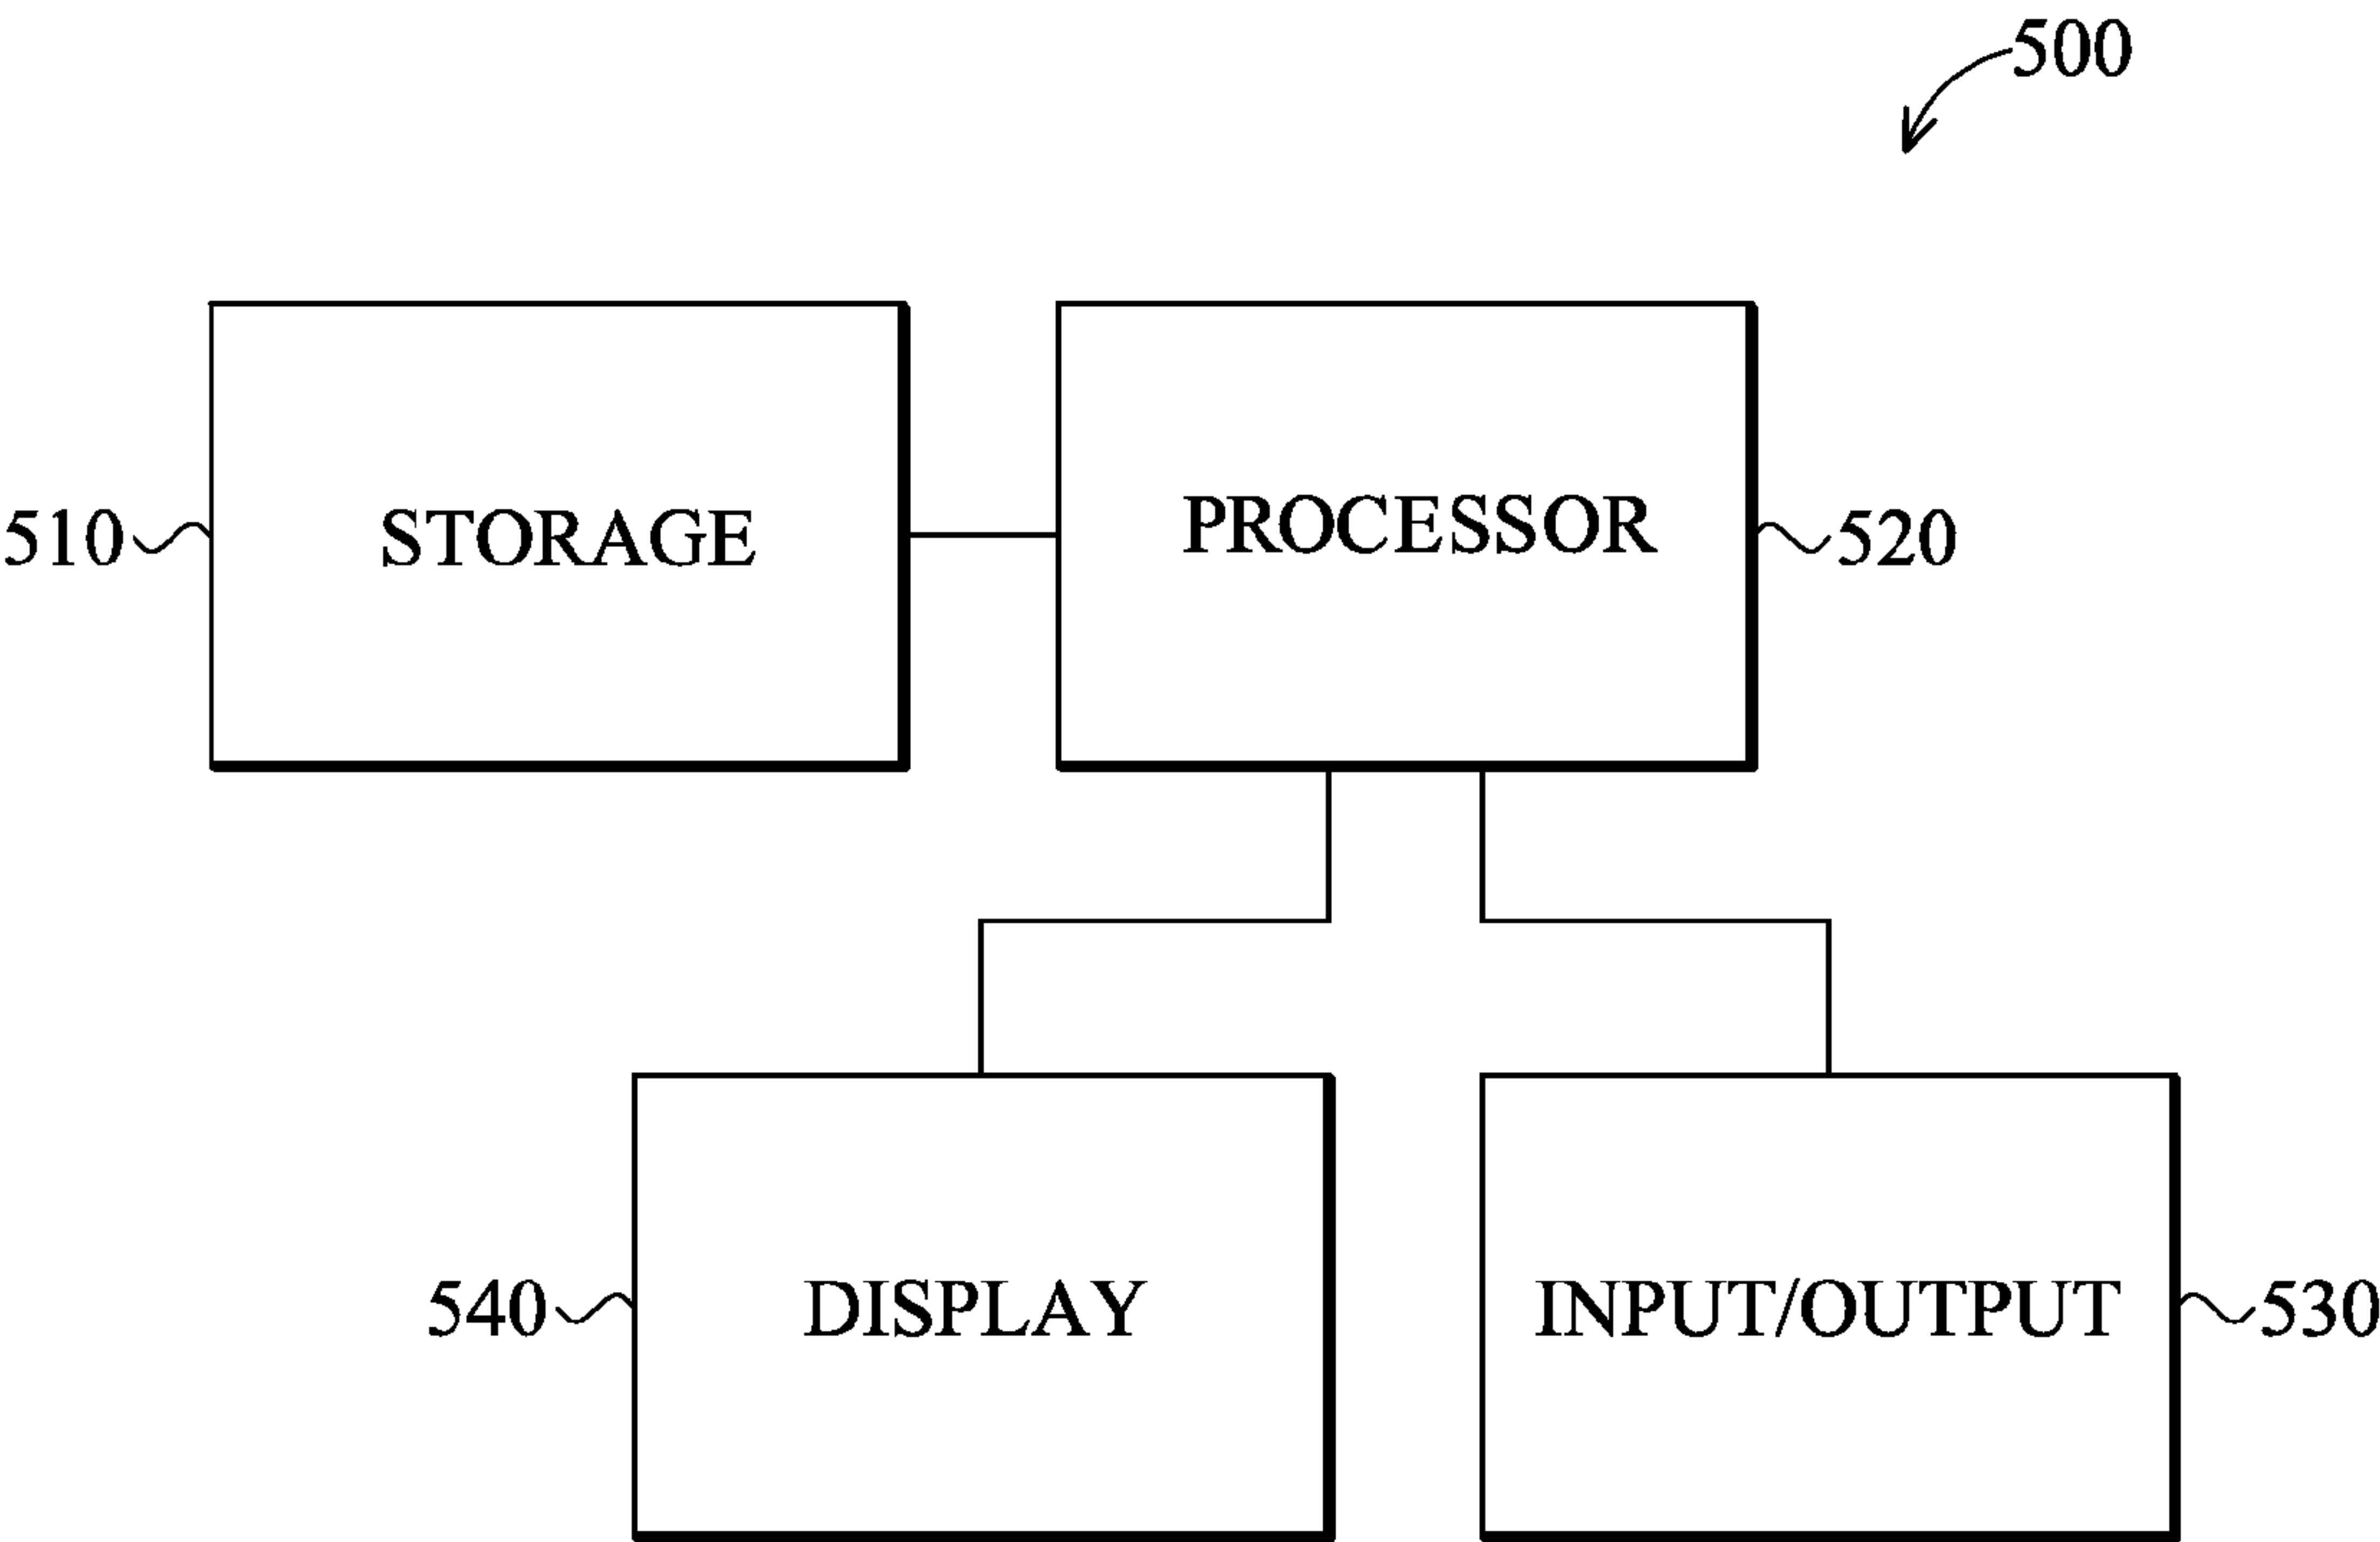 500
510
STORAGE
PROCESSOR
520
540
DISPLAY
INPUT/OUTPUT
530